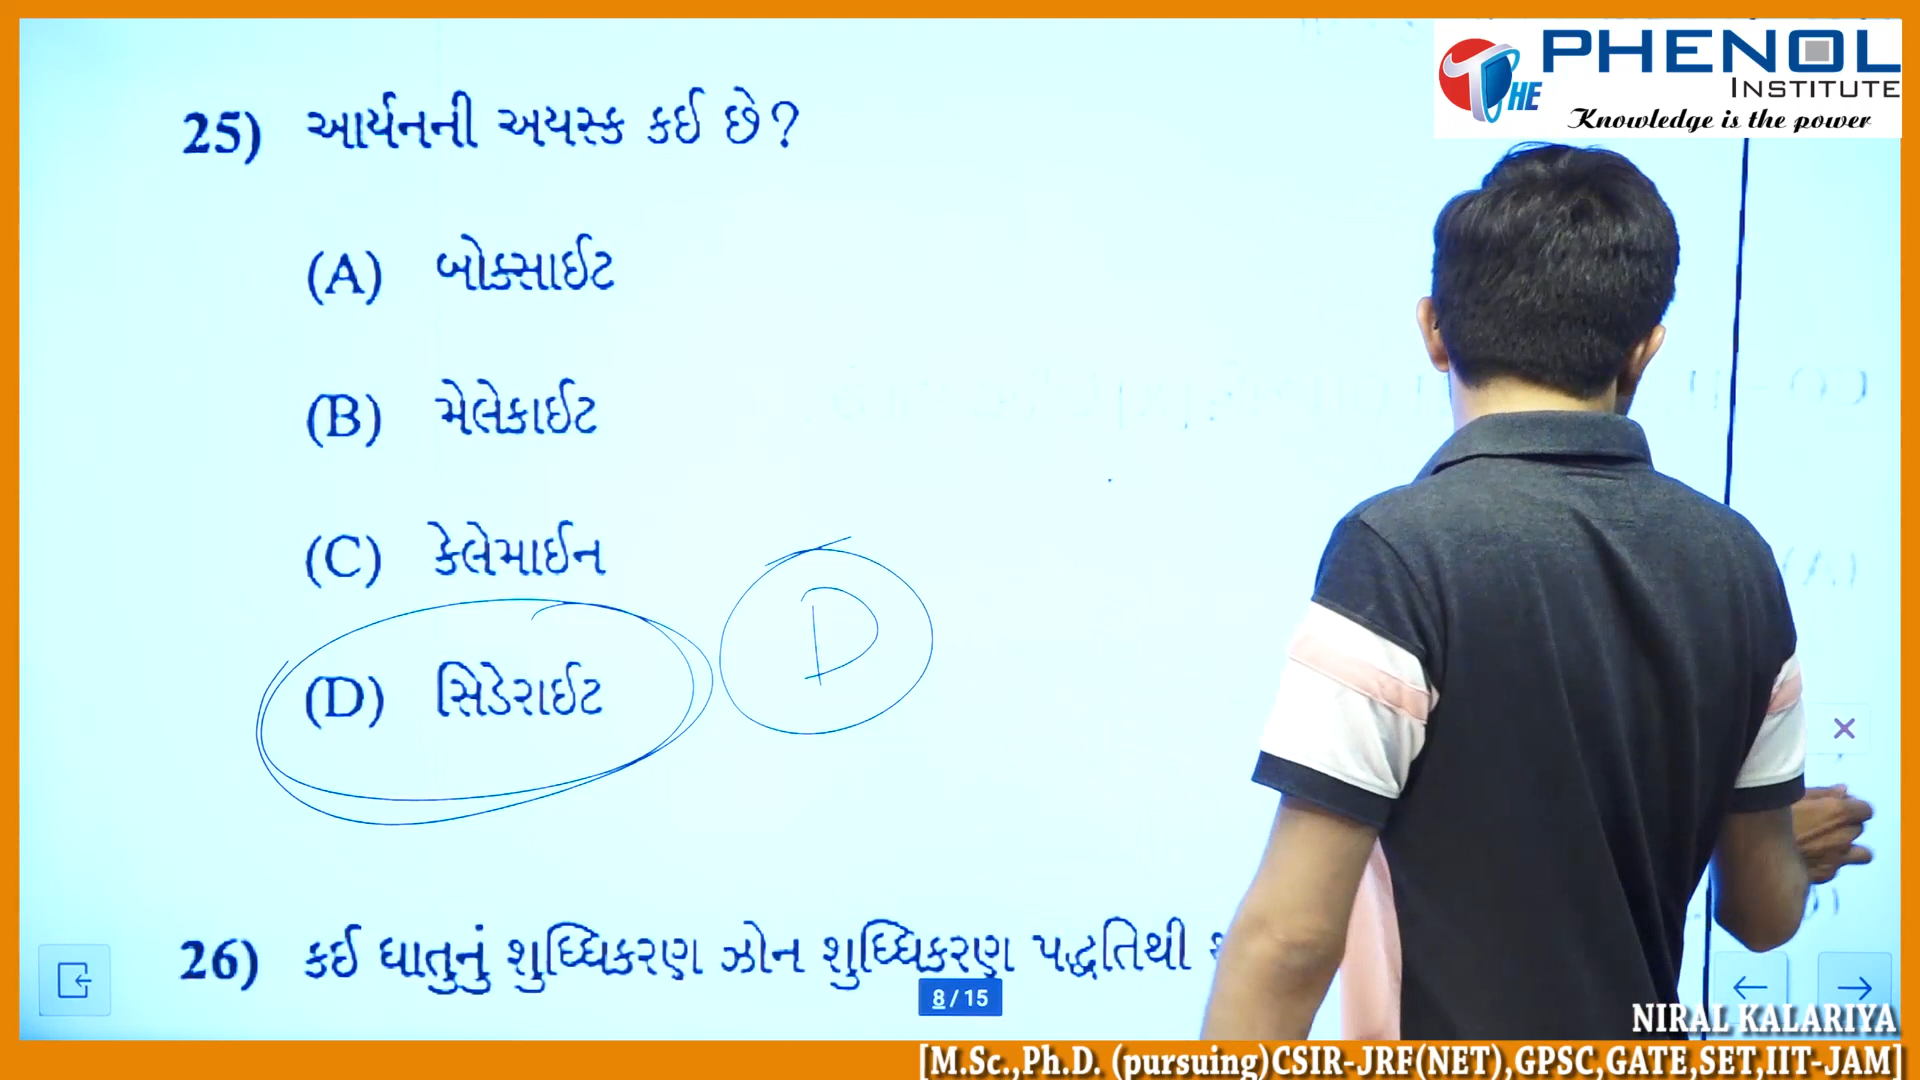 THE PHENOL
INSTITUTE
Knowledge is the power
25) આર્યનની અયસ્ક કઈ છે?
(A) બોક્સાઈટ
(B) મેલેકાઈટ
(C) કેલેમાઈન
(D) સિડેરાઈટ
D
26) કઈ ધાતુનું શુધ્ધિકરણ ઝોન શુધ્ધિકરણ પદ્ધતિથી
8/15
NIRAL KALARIYA
[M.Sc.,Ph.D. (pursuing)CSIR-JRF(NET),GPSC,GATE,SET,IIT-JAM]